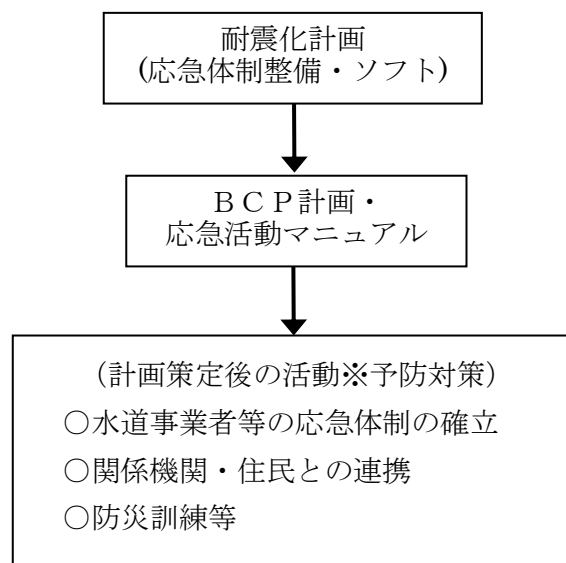 耐震化計画
(応急体制整備・ソフト)
ＢＣＰ計画・
応急活動マニュアル
（計画策定後の活動※予防対策）
○水道事業者等の応急体制の確立
○関係機関・住民との連携
○防災訓練等